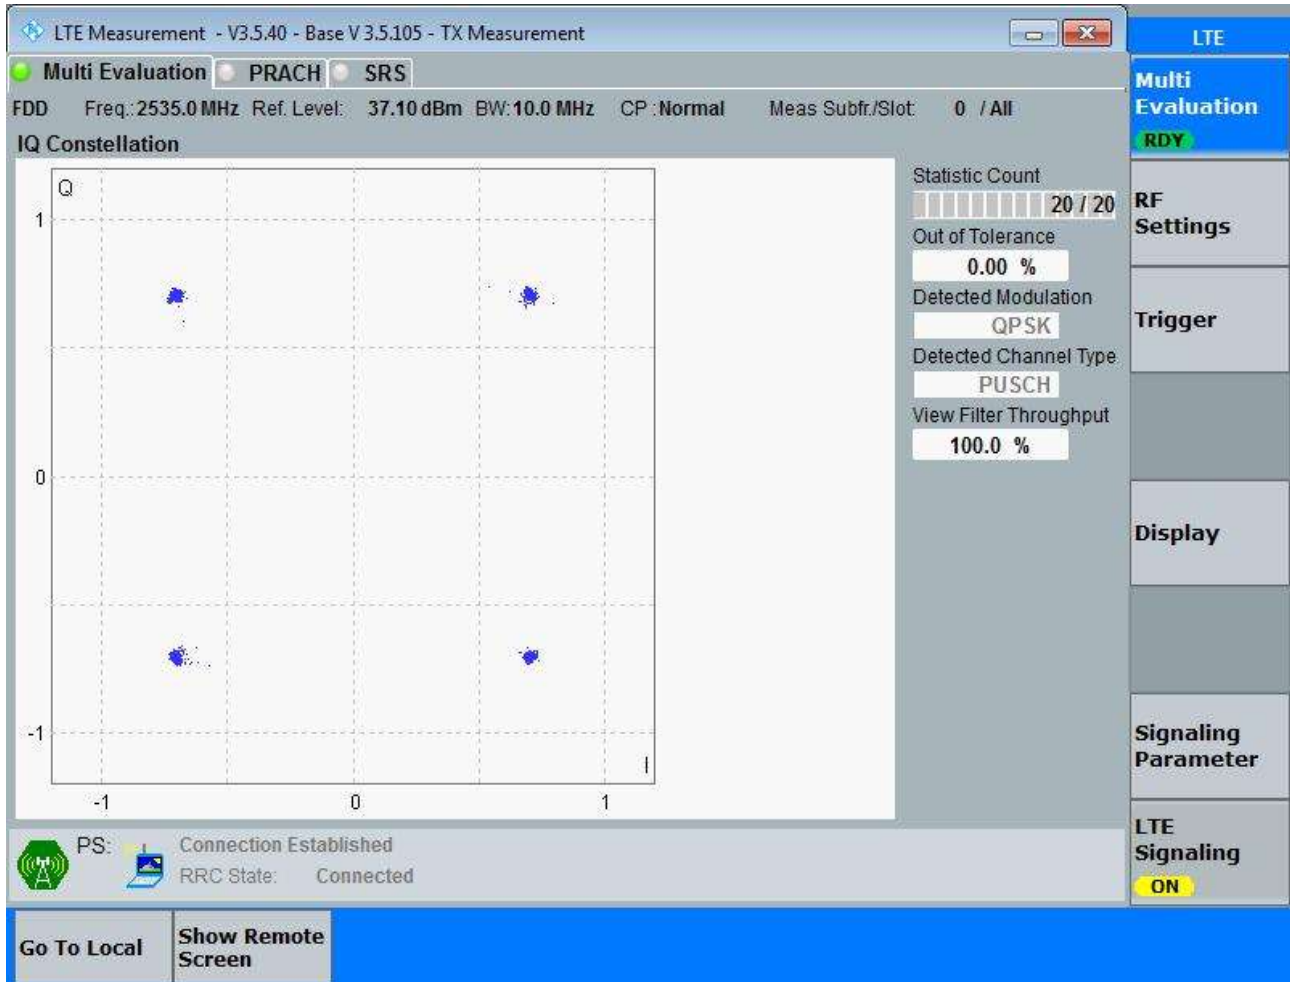 LTE Measurement - V3.5.40 - Base V 3.5.105 - TX Measurement
LTE
Multi Evaluation PRACH SRS
FDD Freq.: 2535.0 MHz Ref. Level: 37.10 dBm BW: 10.0 MHz CP : Normal Meas Subfr./Slot: 0 / All
Multi
Evaluation
RDY
IQ Constellation
Q
1
0
-1
-1 0 1
I
Statistic Count
20 / 20
Out of Tolerance
0.00 %
Detected Modulation
QPSK
Detected Channel Type
PUSCH
View Filter Throughput
100.0 %
RF
Settings
Trigger
Display
Signaling
Parameter
LTE
Signaling
ON
PS: Connection Established
RRC State: Connected
Go To Local
Show Remote
Screen